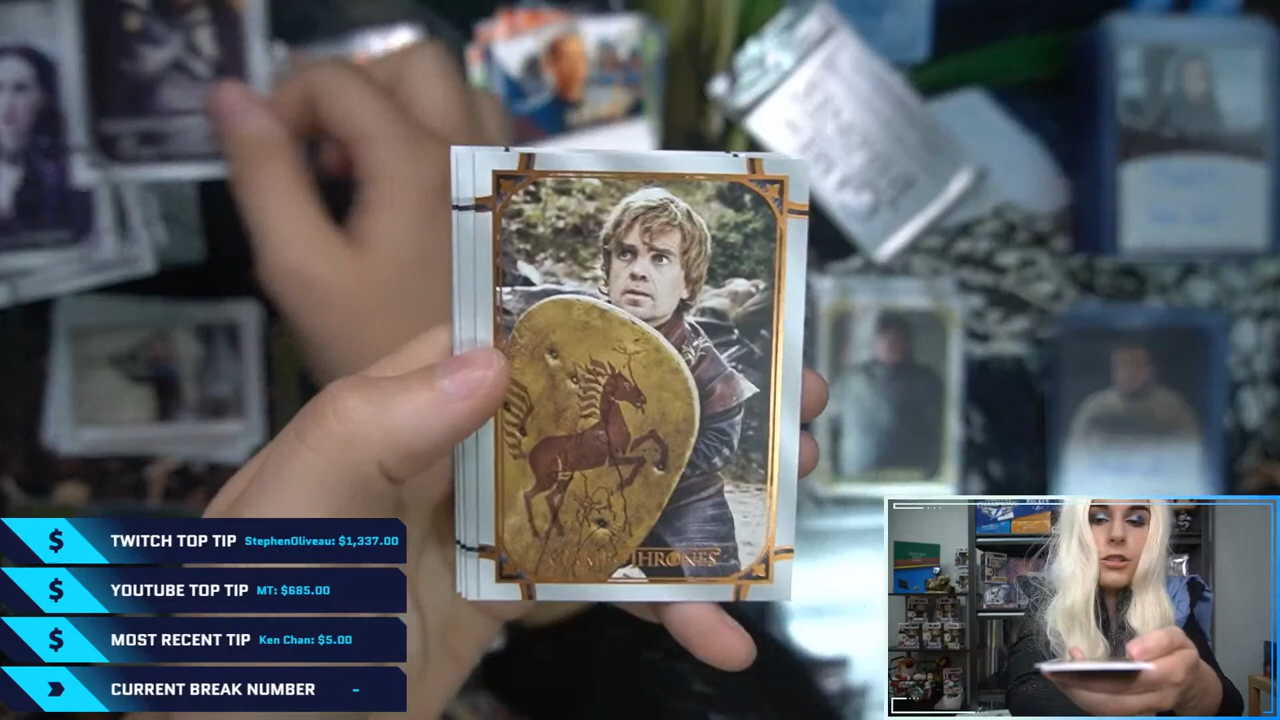 THRONES
$ TWITCH TOP TIP StephenOliveau: $1,337.00
$ YOUTUBE TOP TIP MT: $685.00
$ MOST RECENT TIP Ken Chan: $5.00
CURRENT BREAK NUMBER -